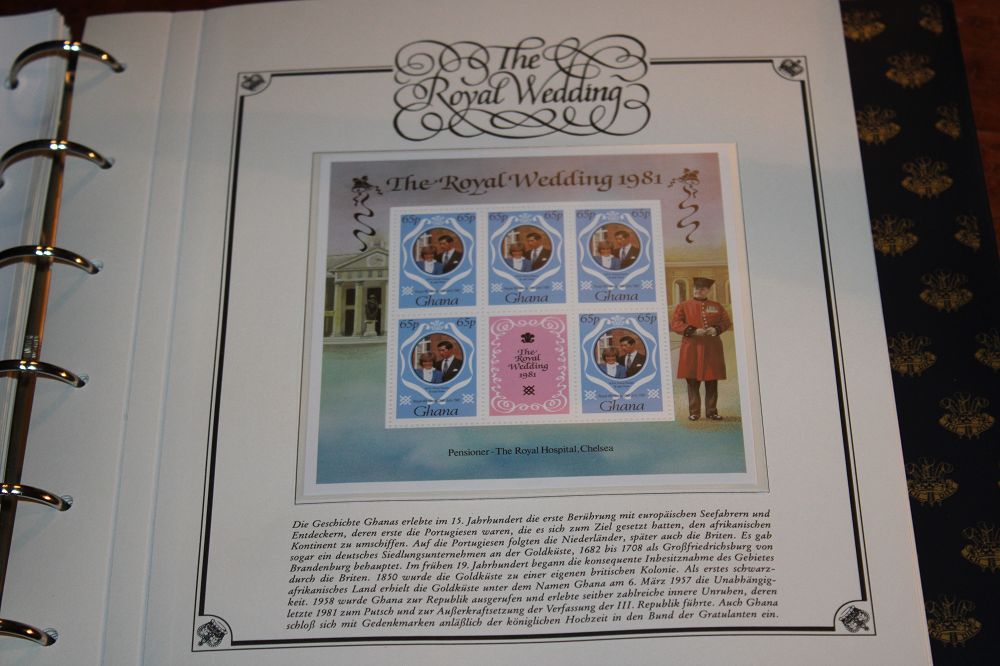 The
Royal Wedding
The Royal Wedding 1981
65p 65p 65p 65p 65p 65p
Ghana Ghana Ghana
65p 65p 65p 65p
The
Royal
Wedding
1981
Ghana Ghana
Pensioner - The Royal Hospital, Chelsea
Die Geschichte Ghanas erlebte im 15. Jahrhundert die erste Berührung mit europäischen Seefahrern und
Entdeckern, deren erste die Portugiesen waren, die es sich zum Ziel gesetzt hatten, den afrikanischen
Kontinent zu umschiffen. Auf die Portugiesen folgten die Niederländer, später auch die Briten. Es gab
sogar ein deutsches Siedlungsunternehmen an der Goldküste, 1682 bis 1708 als Großfriedrichsburg von
Brandenburg behauptet. Im frühen 19. Jahrhundert begann die konsequente Inbesitznahme des Gebietes
durch die Briten. 1850 wurde die Goldküste zu einer eigenen britischen Kolonie. Als erstes schwarz-
afrikanisches Land erhielt die Goldküste unter dem Namen Ghana am 6. März 1957 die Unabhängig-
keit. 1958 wurde Ghana zur Republik ausgerufen und erlebte seither zahlreiche innere Unruhen, deren
letzte 1981 zum Putsch und zur Außerkraftsetzung der Verfassung der III. Republik führte. Auch Ghana
schloß sich mit Gedenkmarken anläßlich der königlichen Hochzeit in den Bund der Gratulanten ein.